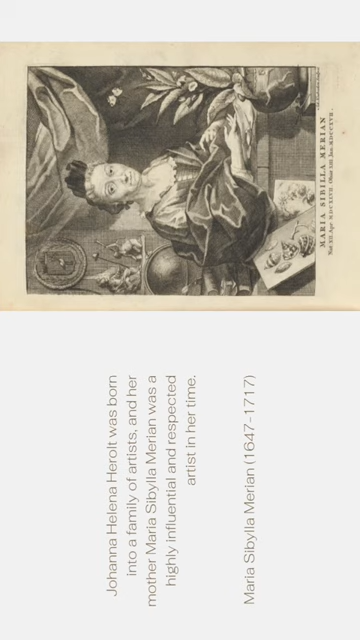 MARIA SIBILLA MERIAN
Johanna Helena Herolt was born
into a family of artists, and her
mother Maria Sibylla Merian was a
highly influential and respected
artist in her time.
Maria Sibylla Merian (1647-1717)